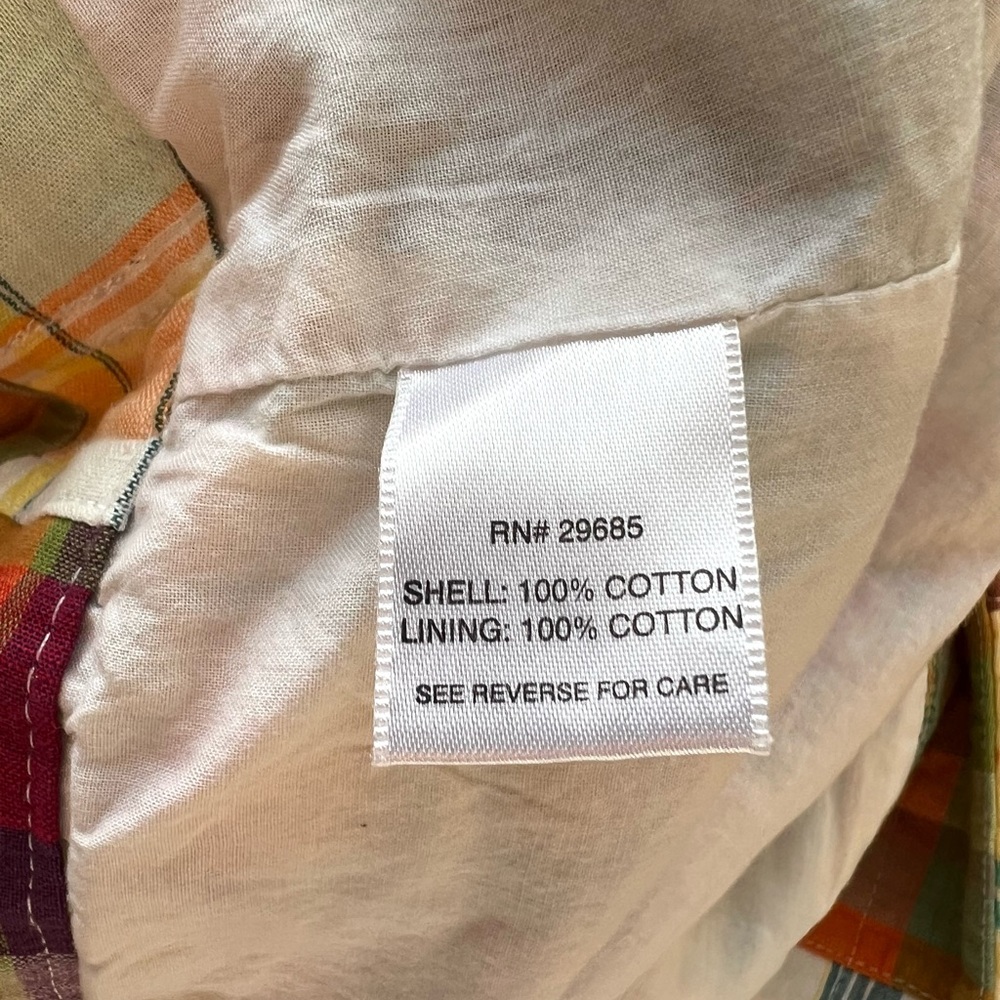 RN# 29685
SHELL: 100% COTTON
LINING: 100% COTTON
SEE REVERSE FOR CARE